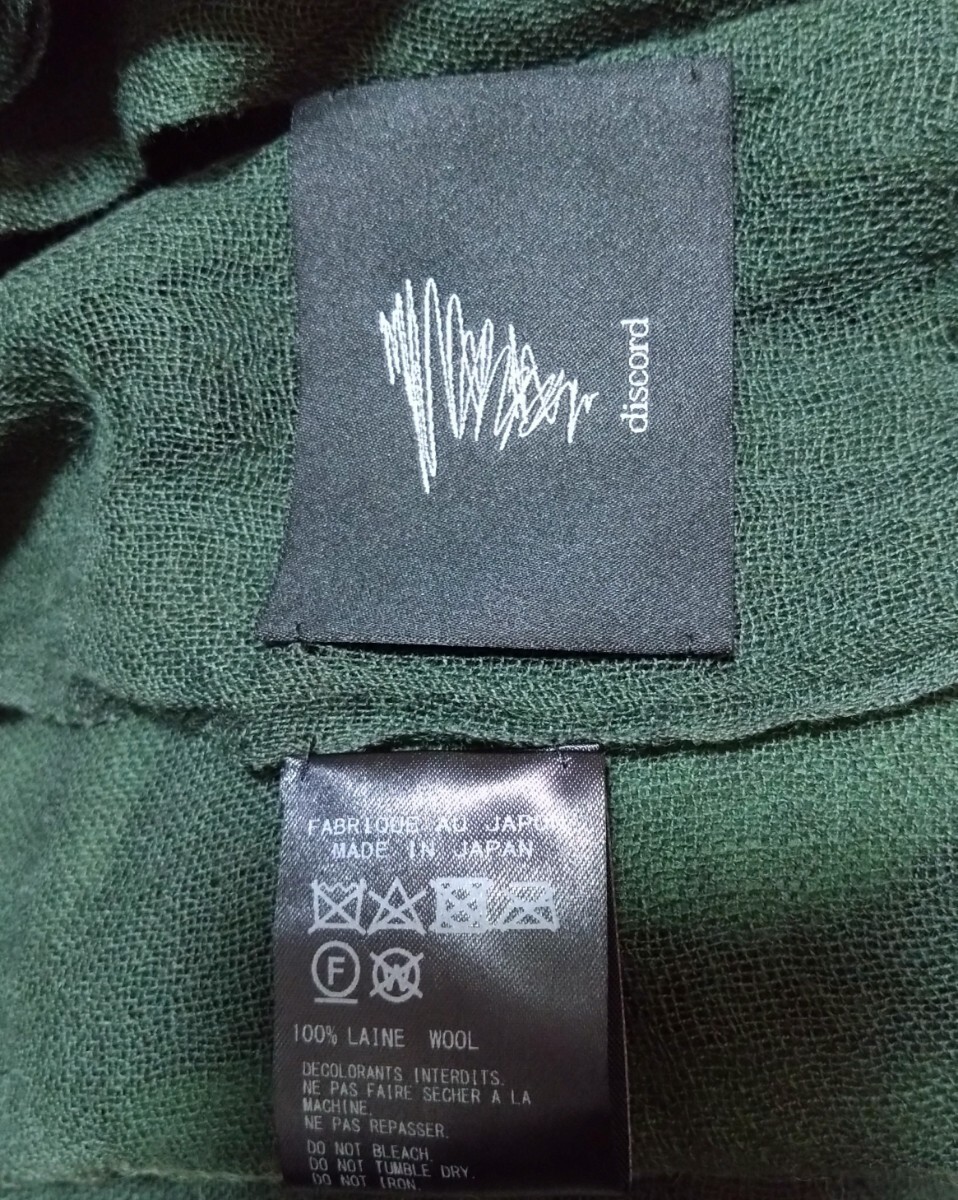 discord
FABRIQUE AU JAPON
MADE IN JAPAN
F
W
100% LAINE WOOL
DECOLORANTS INTERDITS.
NE PAS FAIRE SECHER A LA
MACHINE.
NE PAS REPASSER.
DO NOT BLEACH.
DO NOT TUMBLE DRY.
DO NOT IRON.